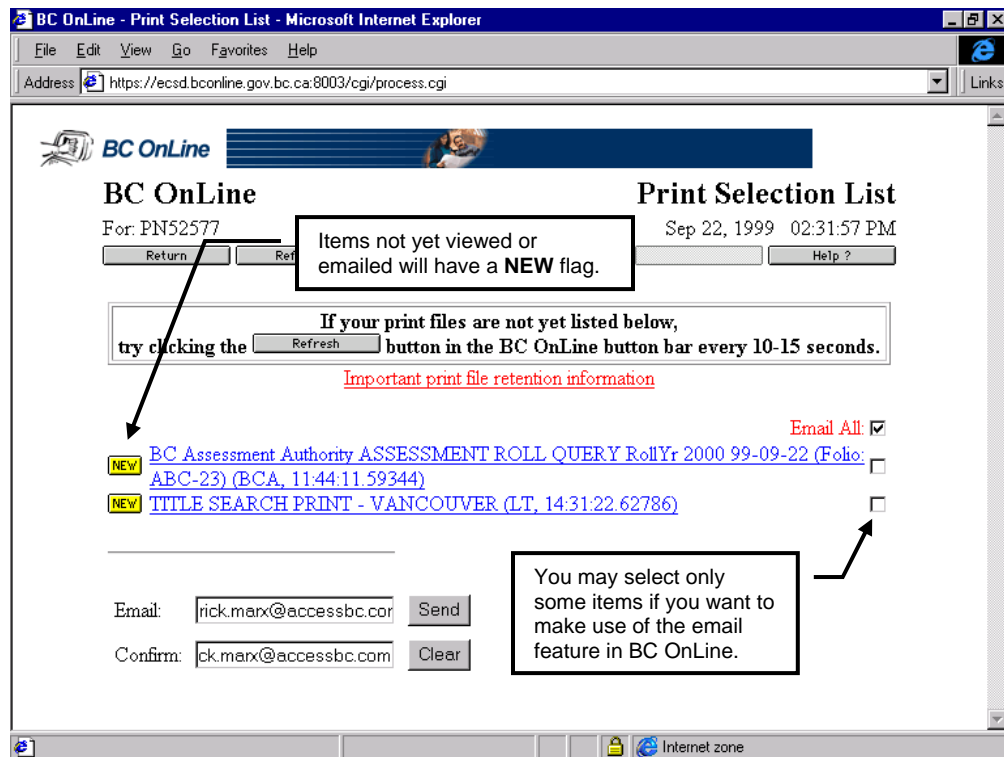 BC OnLine - Print Selection List - Microsoft Internet Explorer
File Edit View Go Favorites Help
Address https://ecsd.bconline.gov.bc.ca:8003/cgi/process.cgi Links
BC OnLine
BC OnLine Print Selection List
For: PN52577 Sep 22, 1999 02:31:57 PM
Return Ref Help ?
Items not yet viewed or
emailed will have a NEW flag.
If your print files are not yet listed below,
try clicking the Refresh button in the BC OnLine button bar every 10-15 seconds.
Important print file retention information
Email All:
NEW BC Assessment Authority ASSESSMENT ROLL QUERY RollYr 2000 99-09-22 (Folio:
ABC-23) (BCA, 11:44:11.59344)
NEW TITLE SEARCH PRINT - VANCOUVER (LT, 14:31:22.62786)
You may select only
some items if you want to
make use of the email
feature in BC OnLine.
Email: rick.marx@accessbc.cor Send
Confirm: ck.marx@accessbc.com Clear
Internet zone